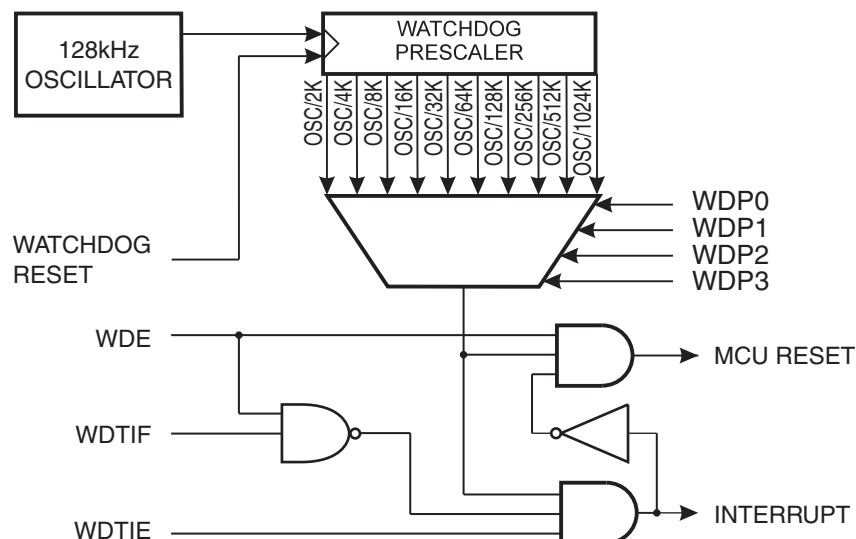 128kHz
OSCILLATOR
WATCHDOG
PRESCALER
OSC/2K
OSC/4K
OSC/8K
OSC/16K
OSC/32K
OSC/64K
OSC/128K
OSC/256K
OSC/512K
OSC/1024K
WDP0
WDP1
WDP2
WDP3
WATCHDOG
RESET
WDE
MCU RESET
WDTIF
INTERRUPT
WDTIE